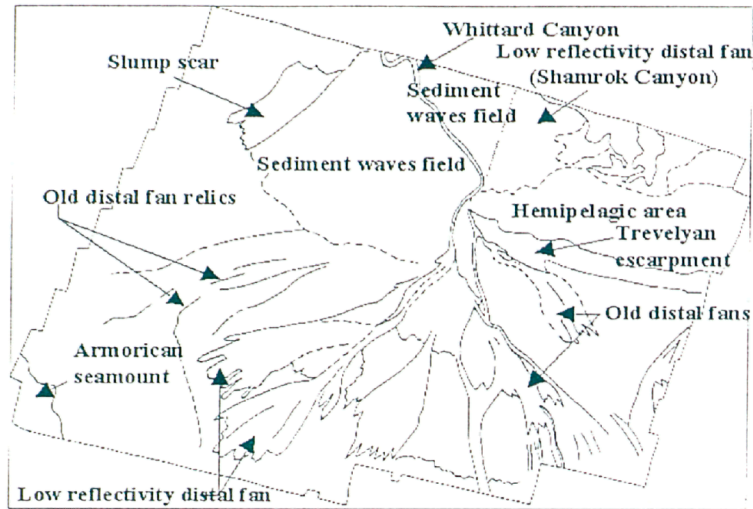 Whittard Canyon
Low reflectivity distal fan
(Shamrok Canyon)
Slump scar
Sediment
waves field
Sediment waves field
Old distal fan relics
Hemipelagic area
Trevelyan
escarpment
Old distal fans
Armorican
seamount
Low reflectivity distal fan